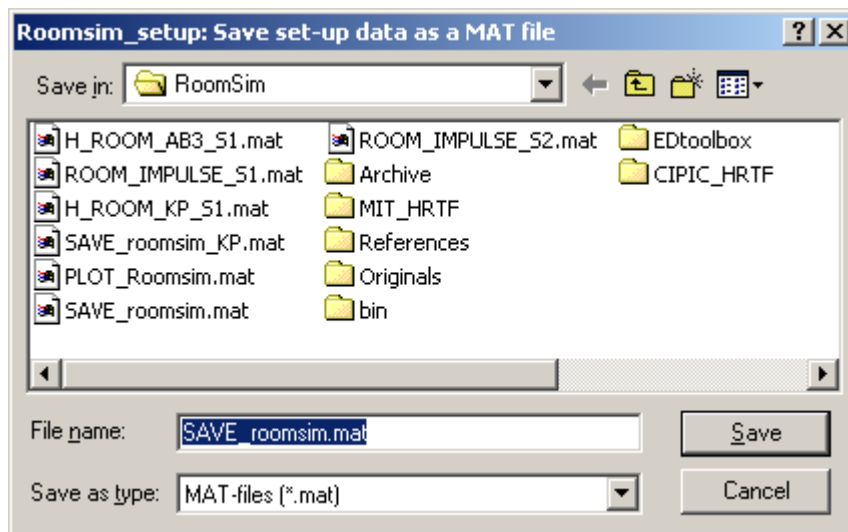 Roomsim_setup: Save set-up data as a MAT file
Save in: RoomSim
H_ROOM_AB3_S1.mat ROOM_IMPULSE_S2.mat EDtoolbox
ROOM_IMPULSE_S1.mat Archive CIPIC_HRTF
H_ROOM_KP_S1.mat MIT_HRTF
SAVE_roomsim_KP.mat References
PLOT_Roomsim.mat Originals
SAVE_roomsim.mat bin
File name: SAVE_roomsim.mat Save
Save as type: MAT-files (*.mat) Cancel